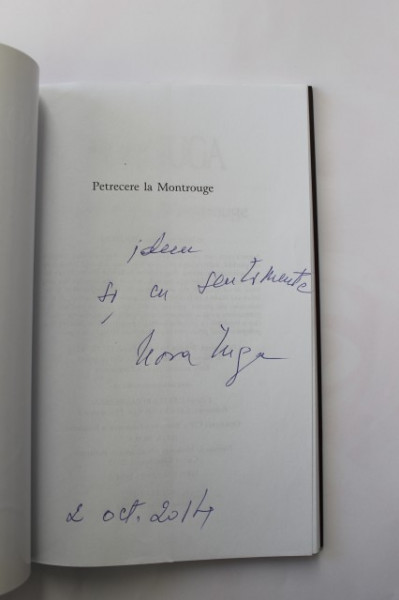 Petrecere la Montrouge
idem
și cu sentimente
Nora Iuga
2 oct. 2014